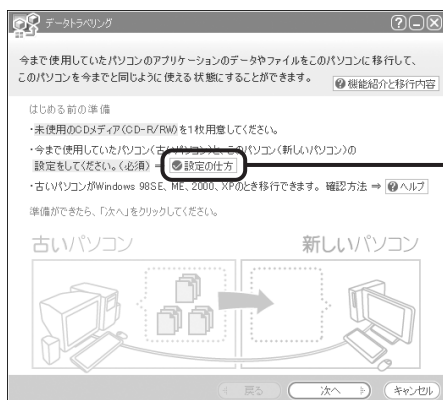 データトラベリング
今まで使用していたパソコンのアプリケーションのデータやファイルをこのパソコンに移行して、
このパソコンを今までと同じように使える状態にすることができます。 機能紹介と移行内容
はじめる前の準備
・未使用のCDメディア(CD-R/RW)を1枚用意してください。
・今まで使用していたパソコン(古いパソコン)と、このパソコン(新しいパソコン)の
設定をしてください。(必須) ⇒ 設定の仕方
・古いパソコンがWindows 98SE、ME、2000、XPのとき移行できます。 確認方法 ⇒ ヘルプ
準備ができたら、「次へ」をクリックしてください。
古いパソコン 新しいパソコン
戻る 次へ キャンセル